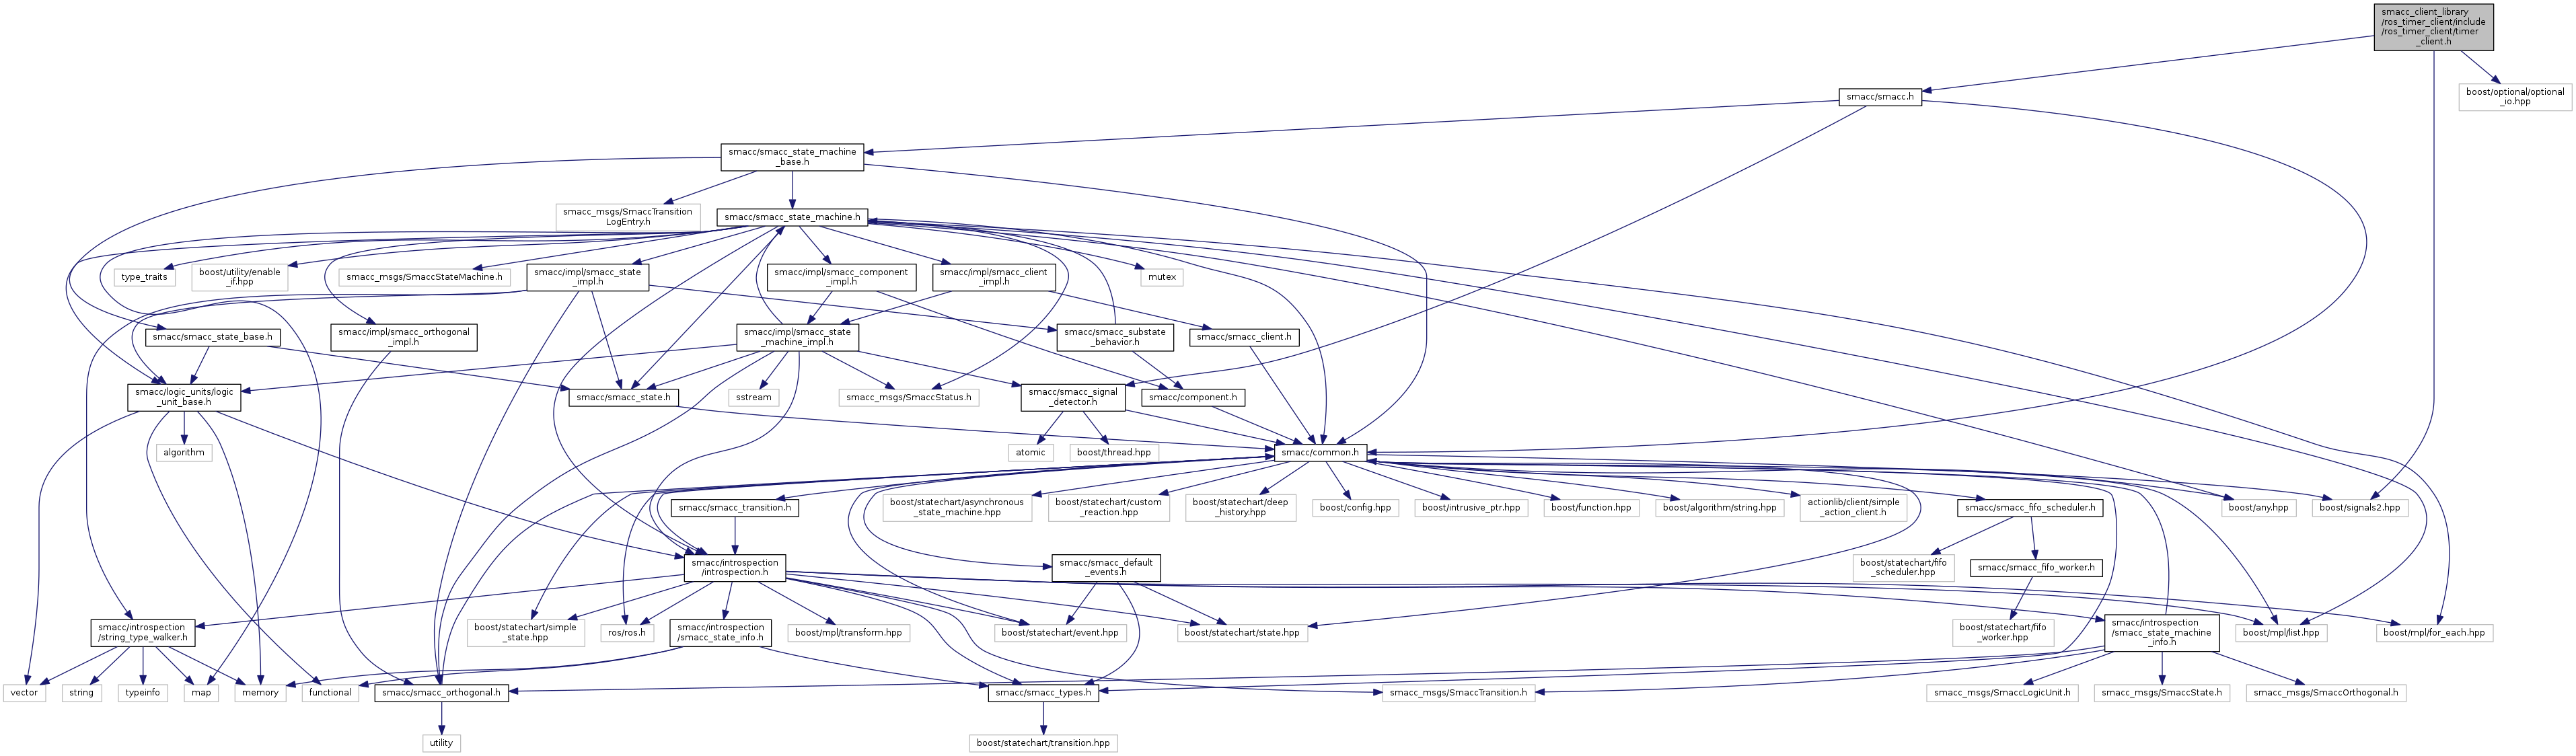 smacc_client_library
/ros_timer_client/include
/ros_timer_client/timer
_client.h
smacc/smacc.h
boost/optional/optional
_io.hpp
smacc/smacc_state_machine
_base.h
smacc_msgs/SmaccTransition
LogEntry.h
smacc/smacc_state_machine.h
type_traits
boost/utility/enable
_if.hpp
smacc_msgs/SmaccStateMachine.h
smacc/impl/smacc_state
_impl.h
smacc/impl/smacc_component
_impl.h
smacc/impl/smacc_client
_impl.h
mutex
smacc/smacc_state_base.h
smacc/impl/smacc_orthogonal
_impl.h
smacc/impl/smacc_state
_machine_impl.h
smacc/smacc_substate
_behavior.h
smacc/smacc_client.h
smacc/logic_units/logic
_unit_base.h
smacc/smacc_state.h
sstream
smacc_msgs/SmaccStatus.h
smacc/smacc_signal
_detector.h
smacc/component.h
algorithm
atomic
boost/thread.hpp
smacc/common.h
smacc/smacc_transition.h
boost/statechart/asynchronous
_state_machine.hpp
boost/statechart/custom
_reaction.hpp
boost/statechart/deep
_history.hpp
boost/config.hpp
boost/intrusive_ptr.hpp
boost/function.hpp
boost/algorithm/string.hpp
actionlib/client/simple
_action_client.h
smacc/smacc_fifo_scheduler.h
boost/any.hpp
boost/signals2.hpp
smacc/introspection
/introspection.h
smacc/smacc_default
_events.h
boost/statechart/fifo
_scheduler.hpp
smacc/smacc_fifo_worker.h
smacc/introspection
/string_type_walker.h
boost/statechart/simple
_state.hpp
ros/ros.h
smacc/introspection
/smacc_state_info.h
boost/mpl/transform.hpp
boost/statechart/event.hpp
boost/statechart/state.hpp
boost/statechart/fifo
_worker.hpp
smacc/introspection
/smacc_state_machine
_info.h
boost/mpl/list.hpp
boost/mpl/for_each.hpp
vector
string
typeinfo
map
memory
functional
smacc/smacc_orthogonal.h
smacc/smacc_types.h
smacc_msgs/SmaccTransition.h
smacc_msgs/SmaccLogicUnit.h
smacc_msgs/SmaccState.h
smacc_msgs/SmaccOrthogonal.h
utility
boost/statechart/transition.hpp